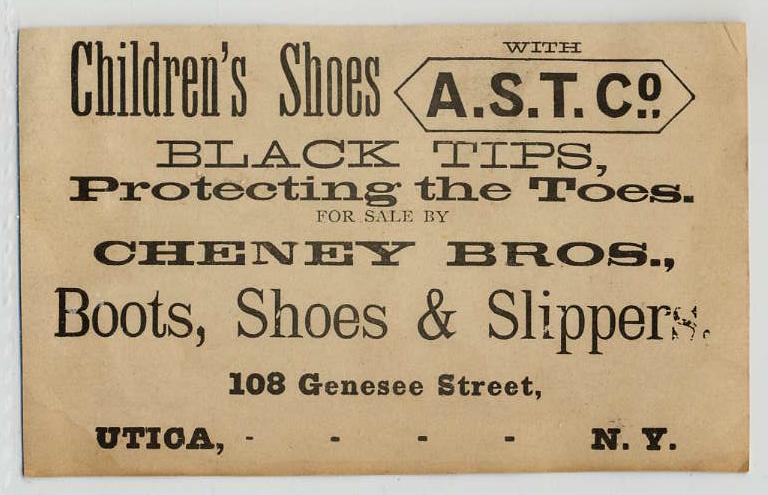 Children's Shoes WITH A.S.T. Co.,
BLACK TIPS,
Protecting the Toes.
FOR SALE BY
CHENEY BROS.,
Boots, Shoes & Slippers.
108 Genesee Street,
UTICA, - - - - N. Y.